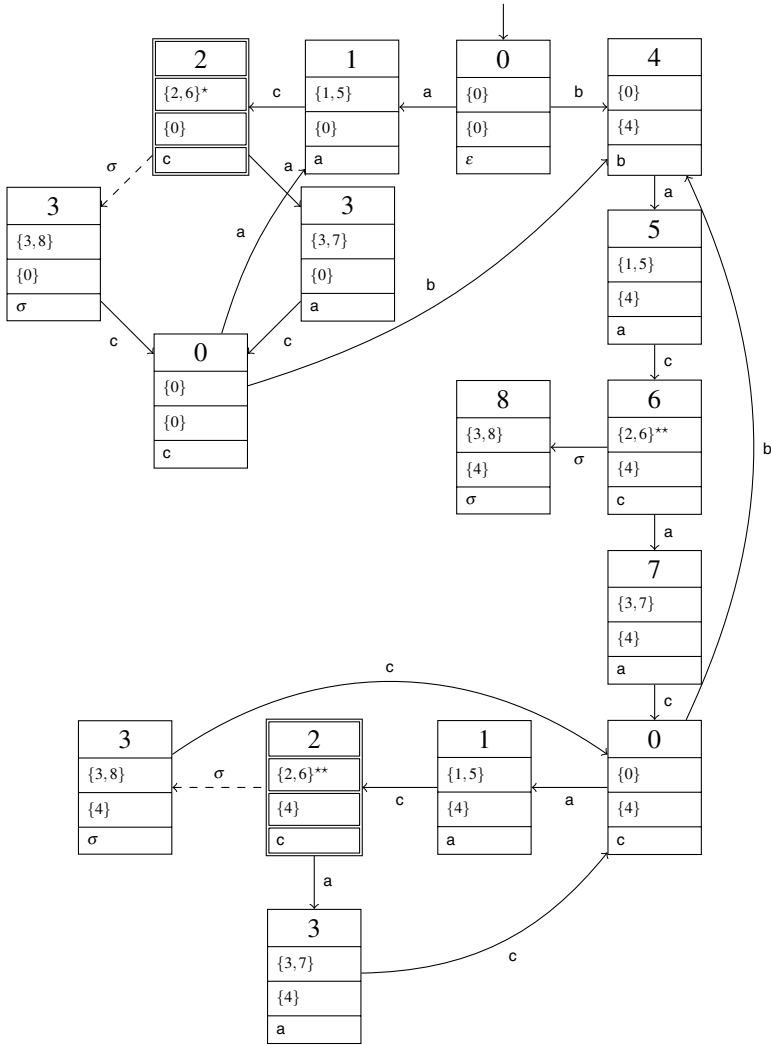 2
{2,6}*
{0}
c
c
1
{1,5}
{0}
a
a
0
{0}
{0}
ε
b
4
{0}
{4}
b
σ
a
a
3
{3,8}
{0}
σ
3
{3,7}
{0}
a
a
5
{1,5}
{4}
a
b
c
c
0
{0}
{0}
c
c
8
{3,8}
{4}
σ
σ
6
{2,6}**
{4}
c
b
a
7
{3,7}
{4}
a
c
c
3
{3,8}
{4}
σ
σ
2
{2,6}**
{4}
c
c
1
{1,5}
{4}
a
a
0
{0}
{4}
c
a
3
{3,7}
{4}
a
c